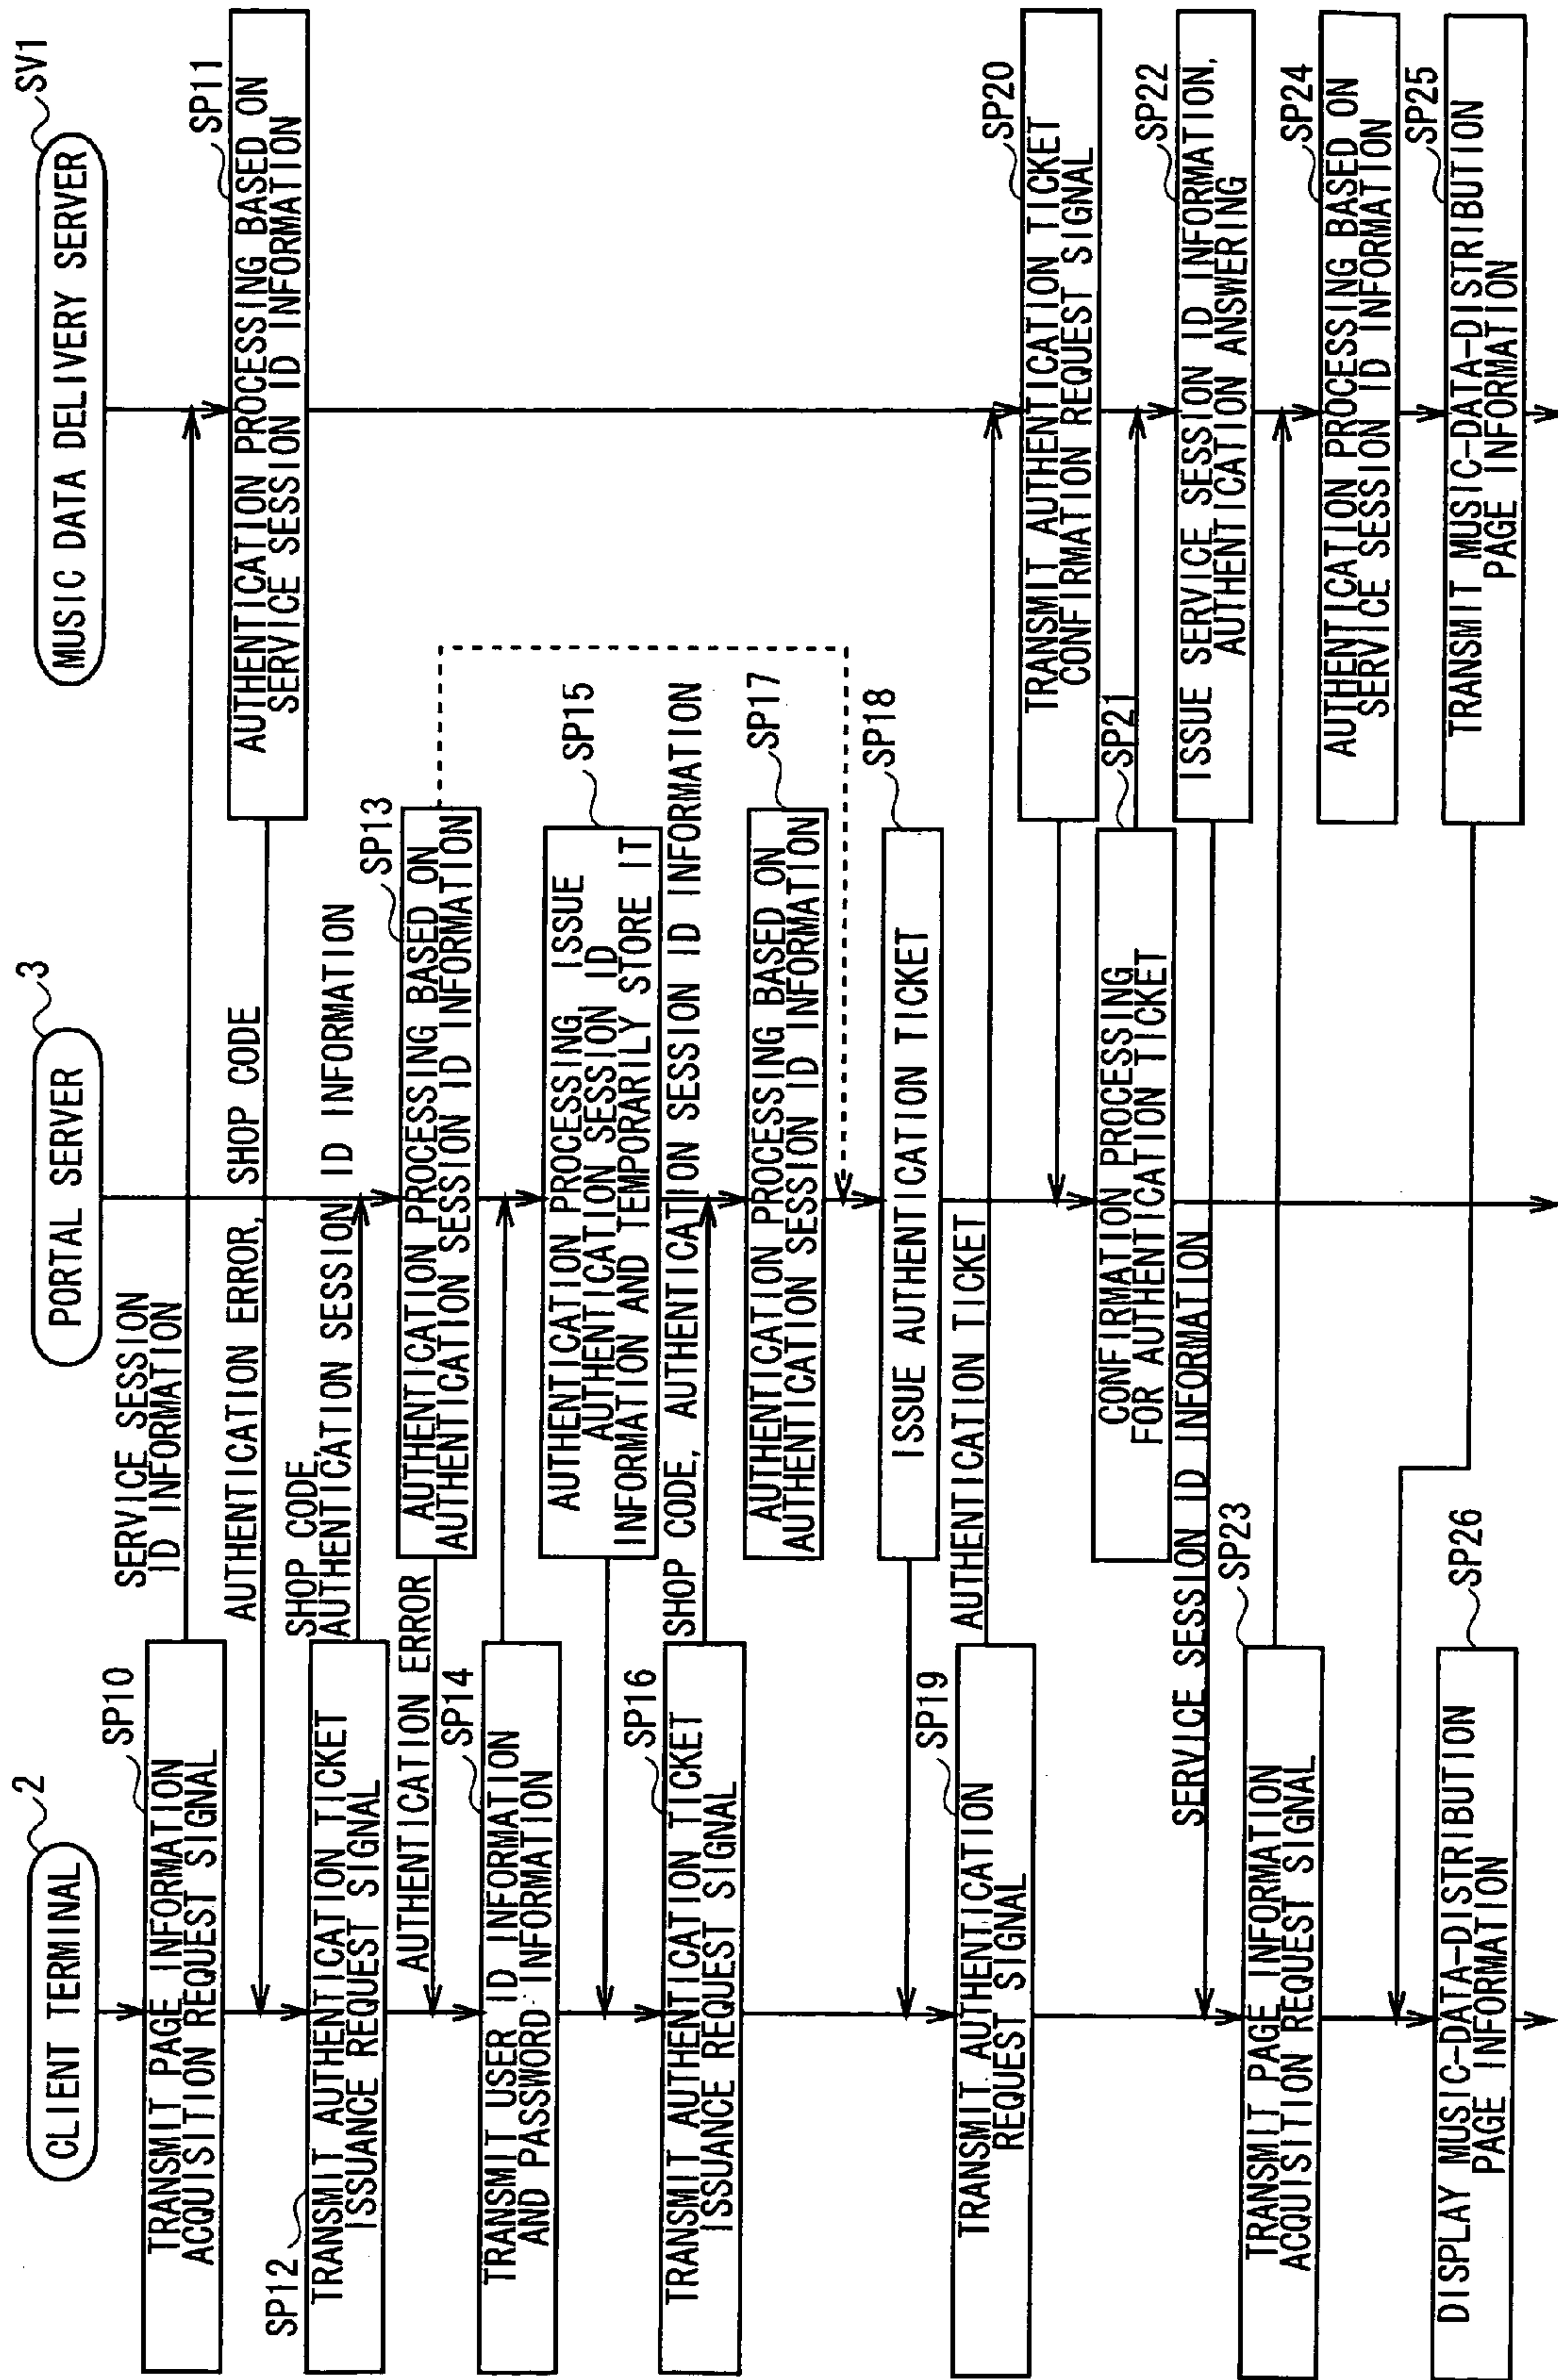 CLIENT TERMINAL
2
PORTAL SERVER
3
MUSIC DATA DELIVERY SERVER
SV1
SP10
TRANSMIT PAGE INFORMATION
ACQUISITION REQUEST SIGNAL
SERVICE SESSION
ID INFORMATION
SP11
AUTHENTICATION PROCESSING BASED ON
SERVICE SESSION ID INFORMATION
AUTHENTICATION ERROR, SHOP CODE
SP12
TRANSMIT AUTHENTICATION TICKET
ISSUANCE REQUEST SIGNAL
SHOP CODE,
AUTHENTICATION SESSION ID INFORMATION
SP13
AUTHENTICATION PROCESSING BASED ON
AUTHENTICATION SESSION ID INFORMATION
AUTHENTICATION ERROR
SP14
TRANSMIT USER ID INFORMATION
AND PASSWORD INFORMATION
SP15
AUTHENTICATION PROCESSING ISSUE
AUTHENTICATION SESSION ID
INFORMATION AND TEMPORARILY STORE IT
SP16
TRANSMIT AUTHENTICATION TICKET
ISSUANCE REQUEST SIGNAL
SHOP CODE, AUTHENTICATION SESSION ID INFORMATION
SP17
AUTHENTICATION PROCESSING BASED ON
AUTHENTICATION SESSION ID INFORMATION
SP18
ISSUE AUTHENTICATION TICKET
SP19
TRANSMIT AUTHENTICATION
REQUEST SIGNAL
AUTHENTICATION TICKET
SP20
TRANSMIT AUTHENTICATION TICKET
CONFIRMATION REQUEST SIGNAL
SP21
CONFIRMATION PROCESSING
FOR AUTHENTICATION TICKET
SP22
ISSUE SERVICE SESSION ID INFORMATION,
AUTHENTICATION ANSWERING
SERVICE SESSION ID INFORMATION
SP23
TRANSMIT PAGE INFORMATION
ACQUISITION REQUEST SIGNAL
SP24
AUTHENTICATION PROCESSING BASED ON
SERVICE SESSION ID INFORMATION
SP25
TRANSMIT MUSIC-DATA-DISTRIBUTION
PAGE INFORMATION
SP26
DISPLAY MUSIC-DATA-DISTRIBUTION
PAGE INFORMATION